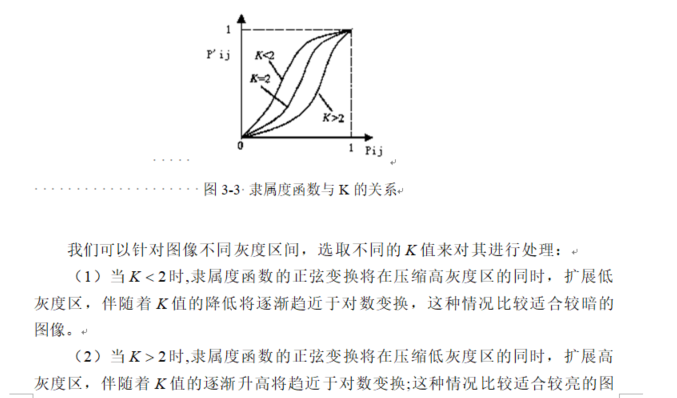 1
P'ij
K<2
K=2
K>2
0
1 Pij
图 3-3 隶属度函数与 K 的关系
我们可以针对图像不同灰度区间，选取不同的 K 值来对其进行处理：
（1）当 K < 2 时,隶属度函数的正弦变换将在压缩高灰度区的同时，扩展低
灰度区，伴随着 K 值的降低将逐渐趋近于对数变换，这种情况比较适合较暗的
图像。
（2）当 K > 2 时,隶属度函数的正弦变换将在压缩低灰度区的同时，扩展高
灰度区，伴随着 K 值的逐渐升高将趋近于对数变换;这种情况比较适合较亮的图